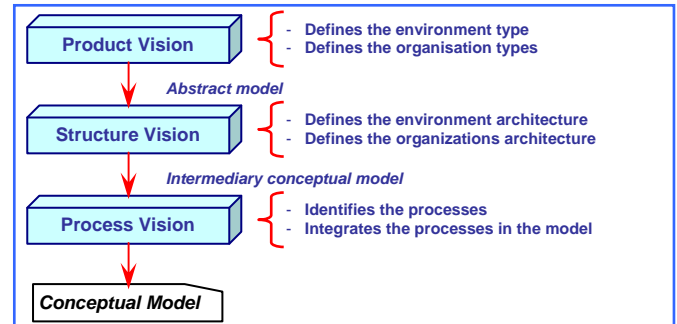 Product Vision
- Defines the environment type
- Defines the organisation types
Abstract model
Structure Vision
- Defines the environment architecture
- Defines the organizations architecture
Intermediary conceptual model
Process Vision
- Identifies the processes
- Integrates the processes in the model
Conceptual Model